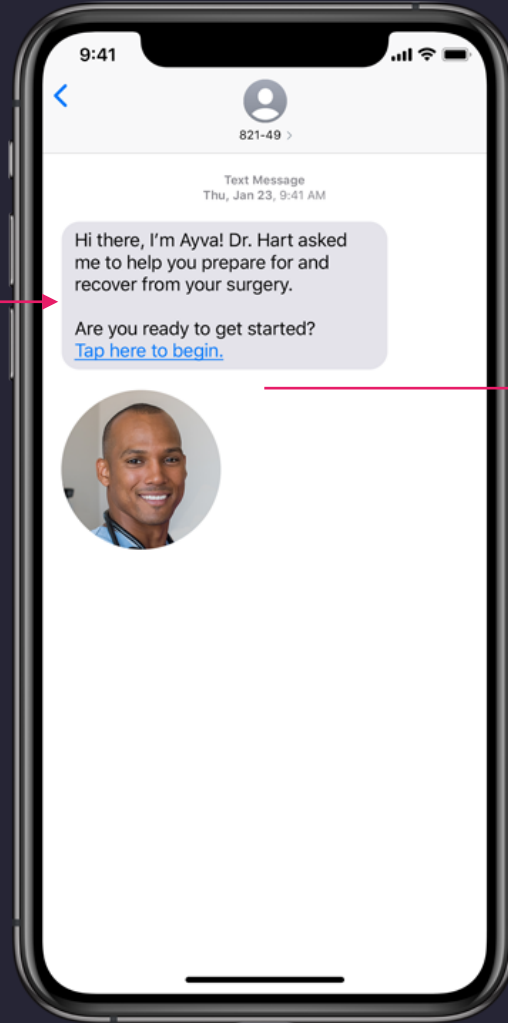 9:41
821-49 >
Text Message
Thu, Jan 23, 9:41 AM
Hi there, I’m Ayva! Dr. Hart asked
me to help you prepare for and
recover from your surgery.
Are you ready to get started?
Tap here to begin.